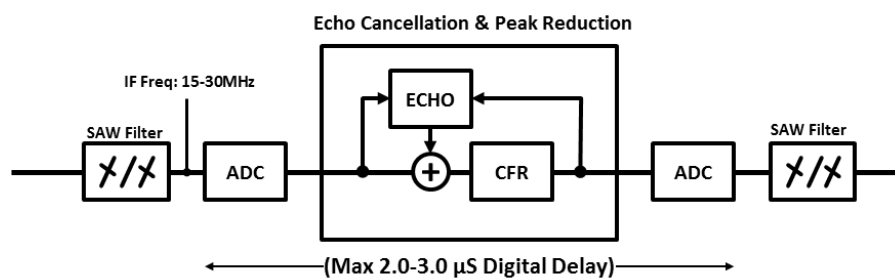 Echo Cancellation & Peak Reduction
IF Freq: 15-30MHz
ECHO
SAW Filter
SAW Filter
ADC
+
CFR
ADC
(Max 2.0-3.0 µS Digital Delay)